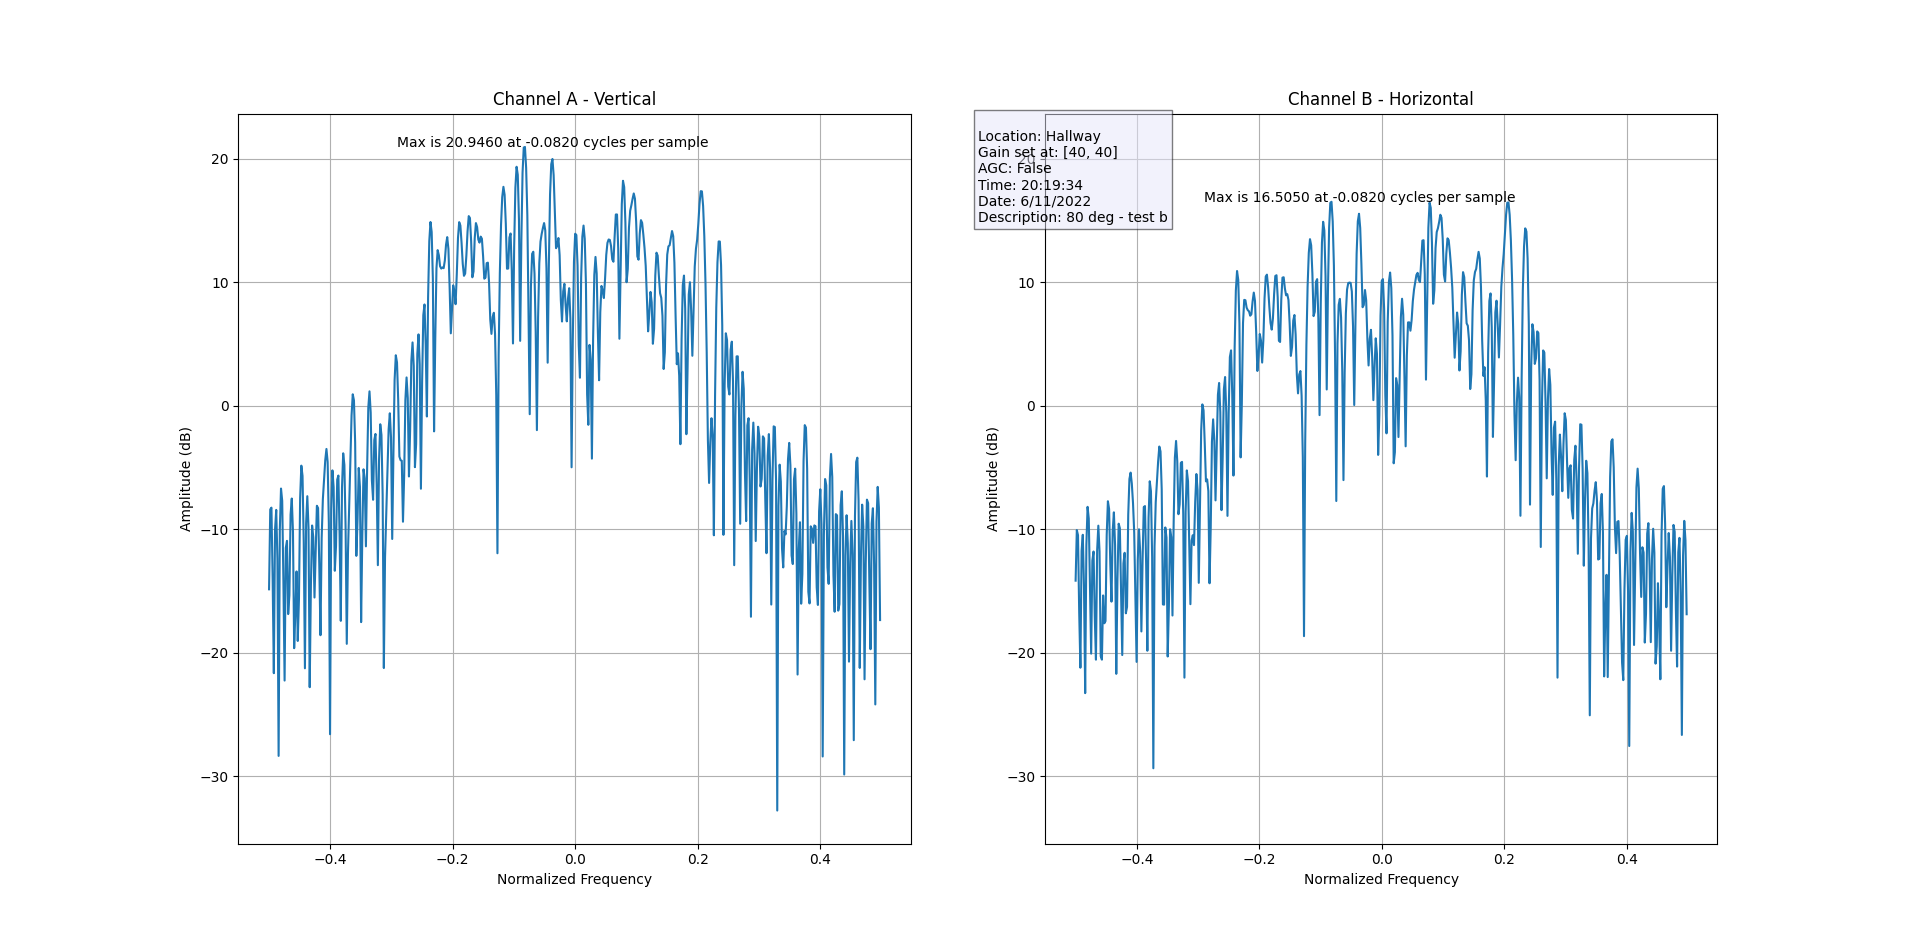 Channel A - Vertical
Max is 20.9460 at -0.0820 cycles per sample
20
10
0
−10
−20
−30
Amplitude (dB)
−0.4 −0.2 0.0 0.2 0.4
Normalized Frequency
Channel B - Horizontal
Location: Hallway
Gain set at: [40, 40]
AGC: False
Time: 20:19:34
Date: 6/11/2022
Description: 80 deg - test b
Max is 16.5050 at -0.0820 cycles per sample
20
10
0
−10
−20
−30
Amplitude (dB)
−0.4 −0.2 0.0 0.2 0.4
Normalized Frequency